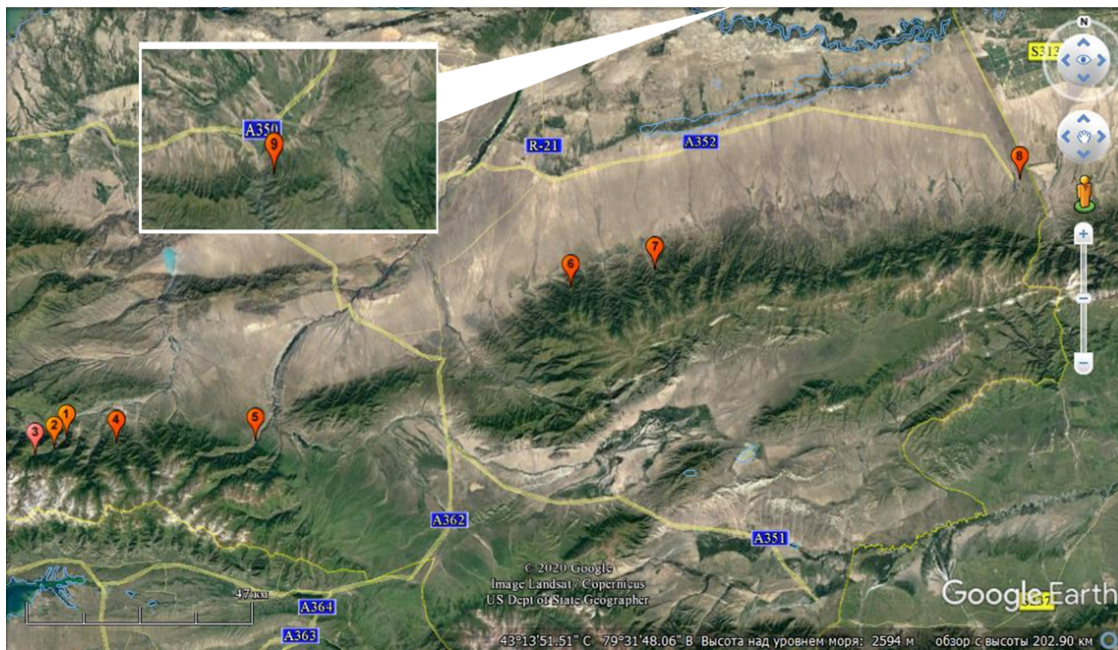 N
S313
A350
9
R-21
A352
8
7
6
1
2
3
4
5
A362
A351
© 2020 Google
Image Landsat / Copernicus
US Dept of State Geographer
Google Earth
47 км
A364
A363
43°13'51.51" С 79°31'48.06" В Высота над уровнем моря: 2594 м обзор с высоты 202.90 км